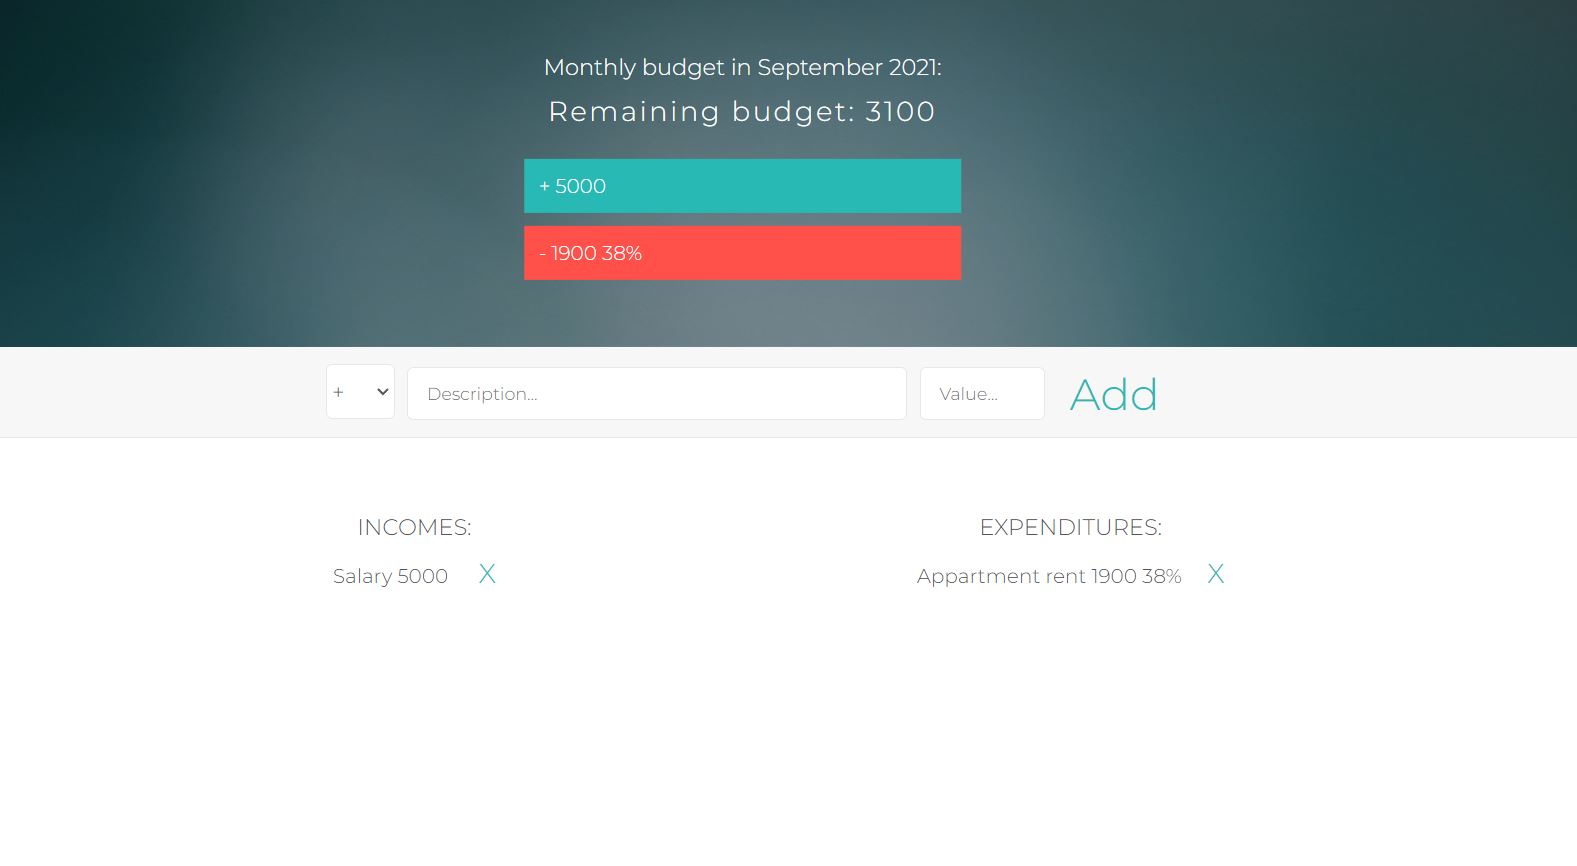 Monthly budget in September 2021:
Remaining budget: 3100
+ 5000
- 1900 38%
+ Description... Value... Add
INCOMES:
Salary 5000 X
EXPENDITURES:
Appartment rent 1900 38% X